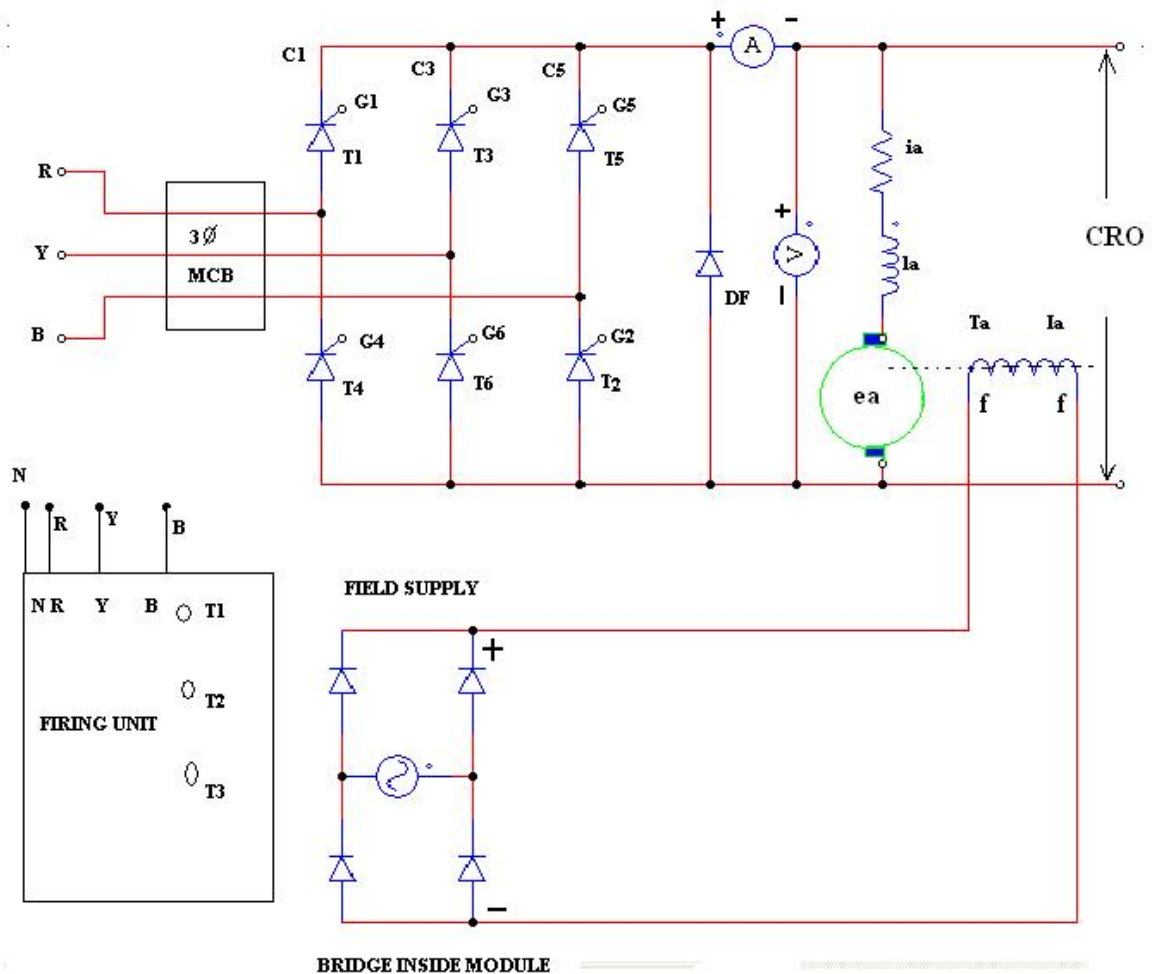 + -
A
C1
C3
C5
G1
G3
G5
T1
T3
T5
R
3Ø
MCB
Y
B
ia
CRO
+
V
-
DF
la
G4
G6
G2
T4
T6
T2
Ta Ia
ea
f f
N
R
Y
B
N R Y B
T1
T2
FIRING UNIT
T3
FIELD SUPPLY
+
-
BRIDGE INSIDE MODULE